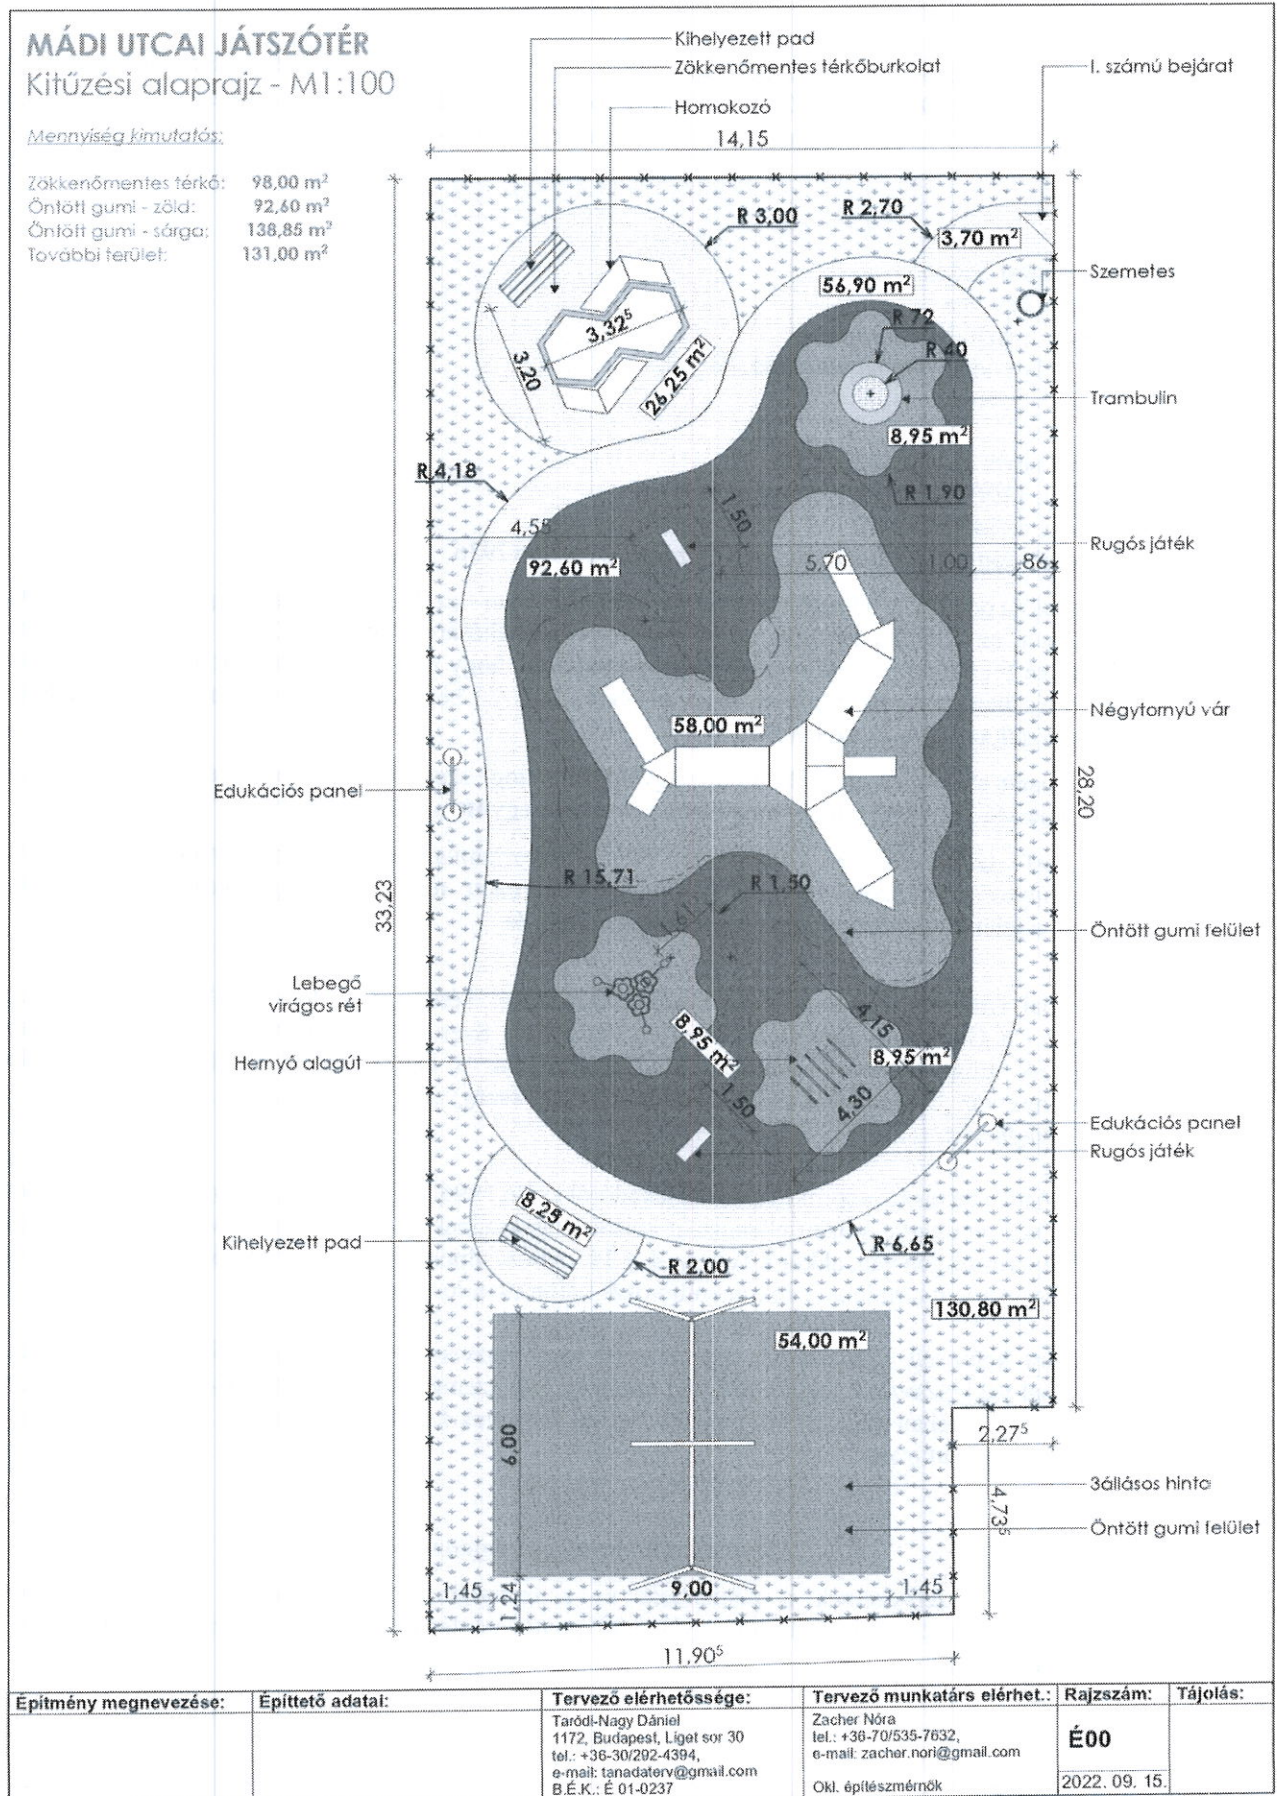 MÁDI UTCAI JÁTSZÓTÉR
Kitűzési alaprajz - M1:100
Mennyiség kimutatás:
Zökkenőmentes térkő: 98,00 m²
Öntött gumi - zöld: 92,60 m²
Öntött gumi - sárga: 138,85 m²
További terület: 131,00 m²
Kihelyezett pad
Zökkenőmentes térkőburkolat
Homokozó
I. számú bejárat
14,15
R 3,00
R 2,70
3,70 m²
Szemetes
56,90 m²
R 72
R 40
3,32⁵
3,20
26,25 m²
Trambulin
8,95 m²
R 4,18
R 1,90
1,50
4,55
Rugós játék
92,60 m²
5,70
1,00
86
58,00 m²
Négytornyú vár
28,20
Edukációs panel
33,23
R 15,71
R 1,50
1,61
Öntött gumi felület
Lebegő
virágos rét
8,95 m²
4,15
8,95 m²
Hernyó alagút
1,50
4,30
Edukációs panel
Rugós játék
8,25 m²
Kihelyezett pad
R 6,65
R 2,00
130,80 m²
54,00 m²
6,00
2,27⁵
3állásos hinta
4,73⁵
Öntött gumi felület
1,45
1,24
9,00
1,45
11,90⁵
Építmény megnevezése:
Építtető adatai:
Tervező elérhetőssége:
Taródi-Nagy Dániel
1172, Budapest, Liget sor 30
tel.: +36-30/292-4394,
e-mail: tanadaterv@gmail.com
B.É.K.: É 01-0237
Tervező munkatárs elérhet.:
Zacher Nóra
tel.: +36-70/535-7632,
e-mail: zacher.nori@gmail.com
Okl. építészmérnök
Rajzszám:
É00
2022. 09. 15.
Tájolás: